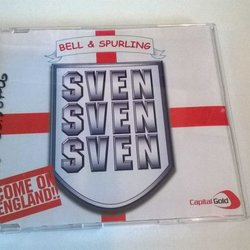 BELL & SPURLING
SVEN
SVEN
SVEN
COME ON
ENGLAND!!
Capital Gold